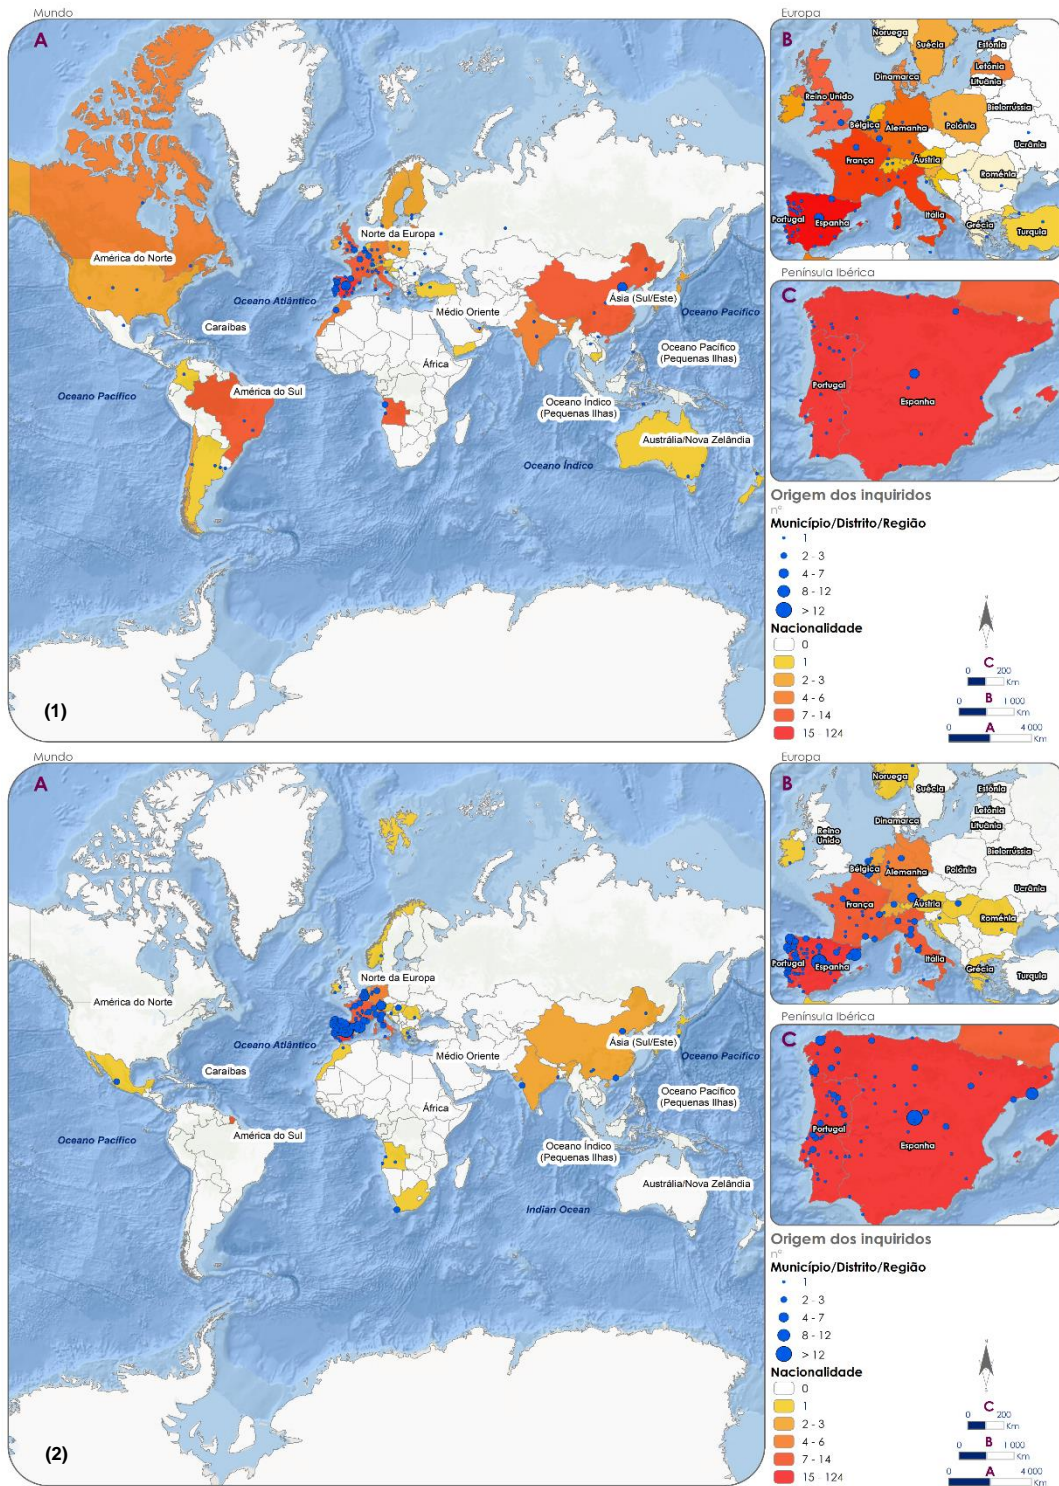 Mundo
A
América do Norte
Norte da Europa
Oceano Atlântico
Caraíbas
Médio Oriente
Ásia (Sul/Este)
Oceano Pacífico
África
Oceano Pacífico
(Pequenas Ilhas)
Oceano Pacífico
América do Sul
Oceano Índico
(Pequenas Ilhas)
Austrália/Nova Zelândia
Oceano Índico
(1)
Europa
B
Noruega
Suécia
Estónia
Letónia
Dinamarca
Lituânia
Reino Unido
Bielorrússia
Bélgica
Alemanha
Polónia
Ucrânia
França
Áustria
Roménia
Itália
Portugal
Espanha
Grécia
Turquia
Península Ibérica
C
Portugal
Espanha
Origem dos inquiridos
nº
Município/Distrito/Região
1
2 - 3
4 - 7
8 - 12
> 12
Nacionalidade
0
1
2 - 3
4 - 6
7 - 14
15 - 124
N
C
0 200
Km
B
0 1 000
Km
A
0 4 000
Km
Mundo
A
Norte da Europa
América do Norte
Oceano Atlântico
Caraíbas
Médio Oriente
Ásia (Sul/Este)
Oceano Pacífico
África
Oceano Pacífico
(Pequenas Ilhas)
Oceano Pacífico
América do Sul
Oceano Índico
(Pequenas Ilhas)
Austrália/Nova Zelândia
Indian Ocean
(2)
Europa
B
Noruega
Suécia
Estónia
Letónia
Dinamarca
Lituânia
Reino
Unido
Bielorrússia
Bélgica
Alemanha
Polónia
Ucrânia
França
Áustria
Roménia
Itália
Portugal
Espanha
Grécia
Turquia
Península Ibérica
C
Portugal
Espanha
Origem dos inquiridos
nº
Município/Distrito/Região
1
2 - 3
4 - 7
8 - 12
> 12
Nacionalidade
0
1
2 - 3
4 - 6
7 - 14
15 - 124
N
C
0 200
Km
B
0 1 000
Km
A
0 4 000
Km